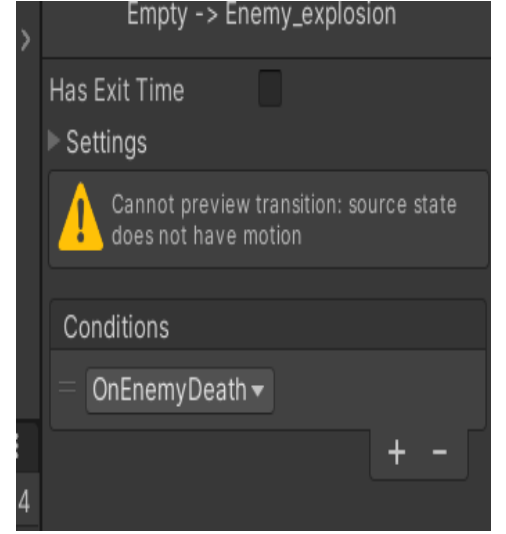 Empty -> Enemy_explosion
Has Exit Time
Settings
Cannot preview transition: source state
does not have motion
Conditions
= OnEnemyDeath
+ -
4